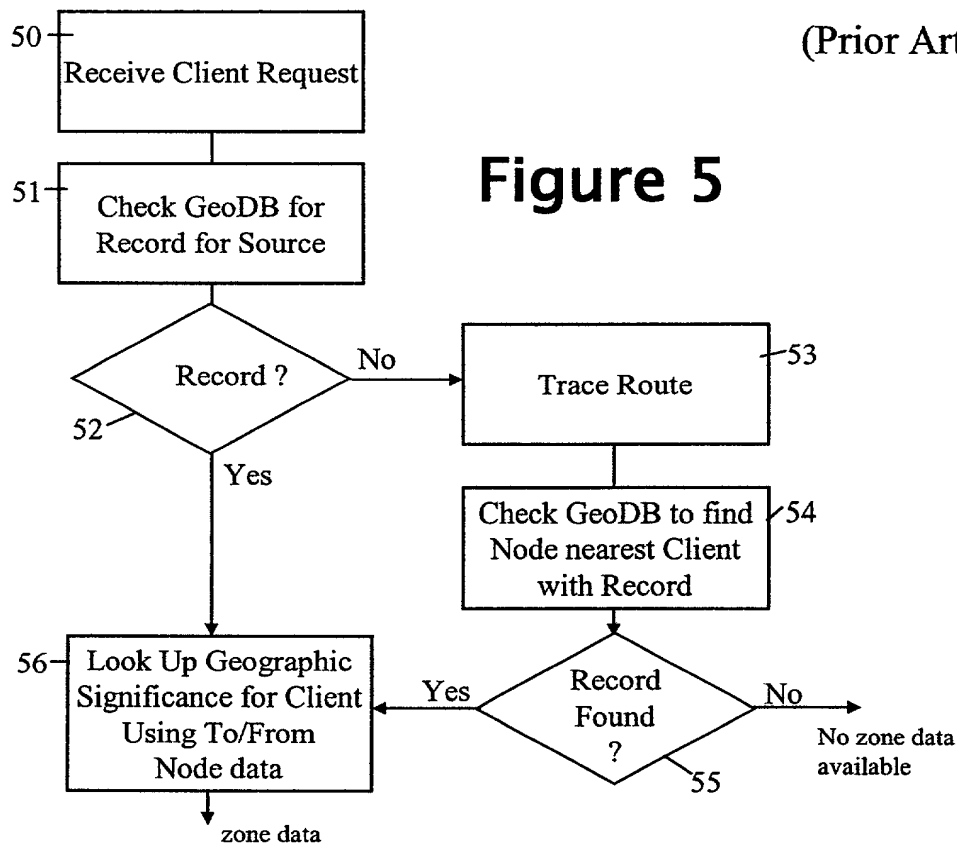 50
(Prior Art
Receive Client Request
Figure 5
51
Check GeoDB for
Record for Source
Record ?
No
52
Yes
53
Trace Route
Check GeoDB to find
Node nearest Client
with Record
54
56
Look Up Geographic
Significance for Client
Using To/From
Node data
Yes
Record
Found
?
No
55
No zone data
available
zone data